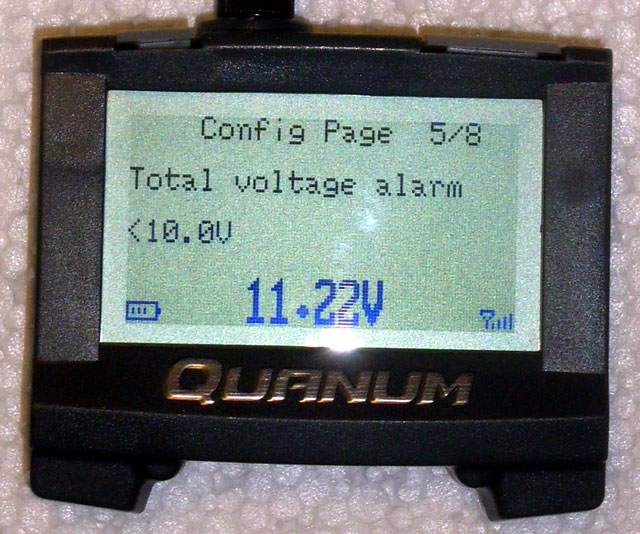 Config Page 5/8
Total voltage alarm
<10.0V
11.22V
QUANUM